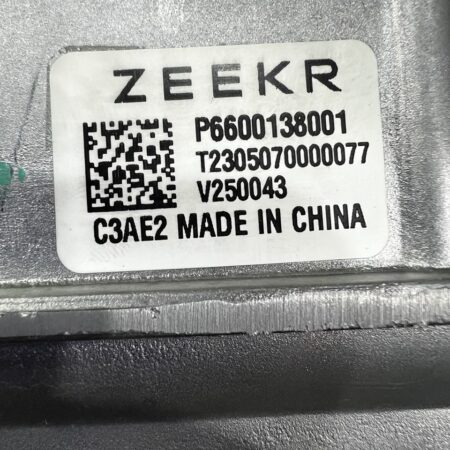 ZEEKR
P6600138001
T2305070000077
V250043
C3AE2 MADE IN CHINA